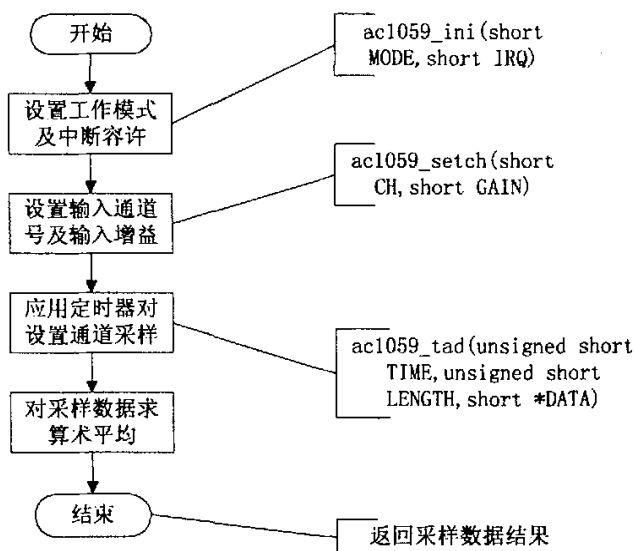 开始
ac1059_ini(short
MODE,short IRQ)
设置工作模式
及中断容许
ac1059_setch(short
CH,short GAIN)
设置输入通道
号及输入增益
应用定时器对
设置通道采样
ac1059_tad(unsigned short
TIME,unsigned short
LENGTH,short *DATA)
对采样数据求
算术平均
结束
返回采样数据结果